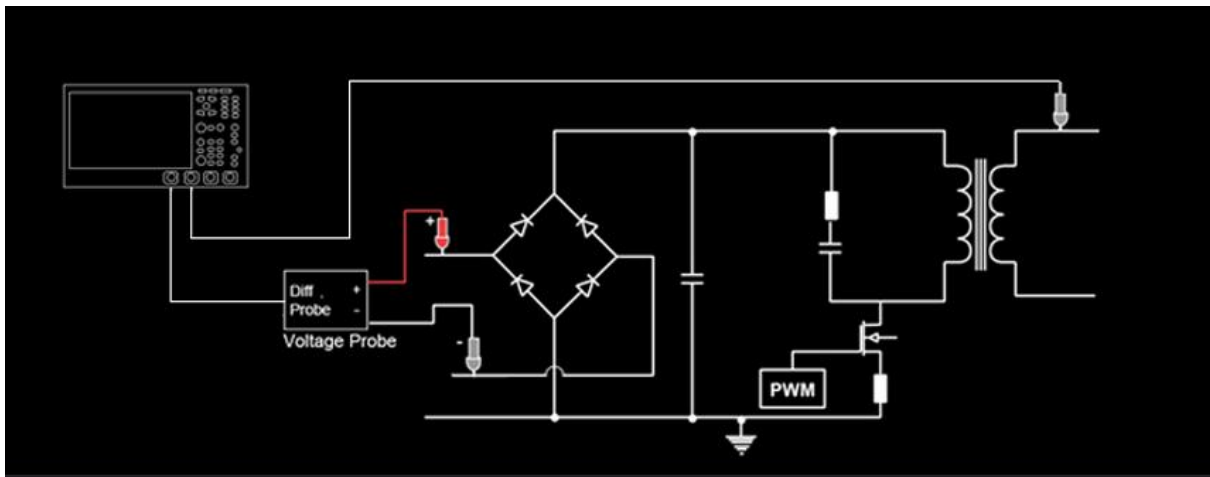 +
Diff . +
Probe -
Voltage Probe
-
PWM